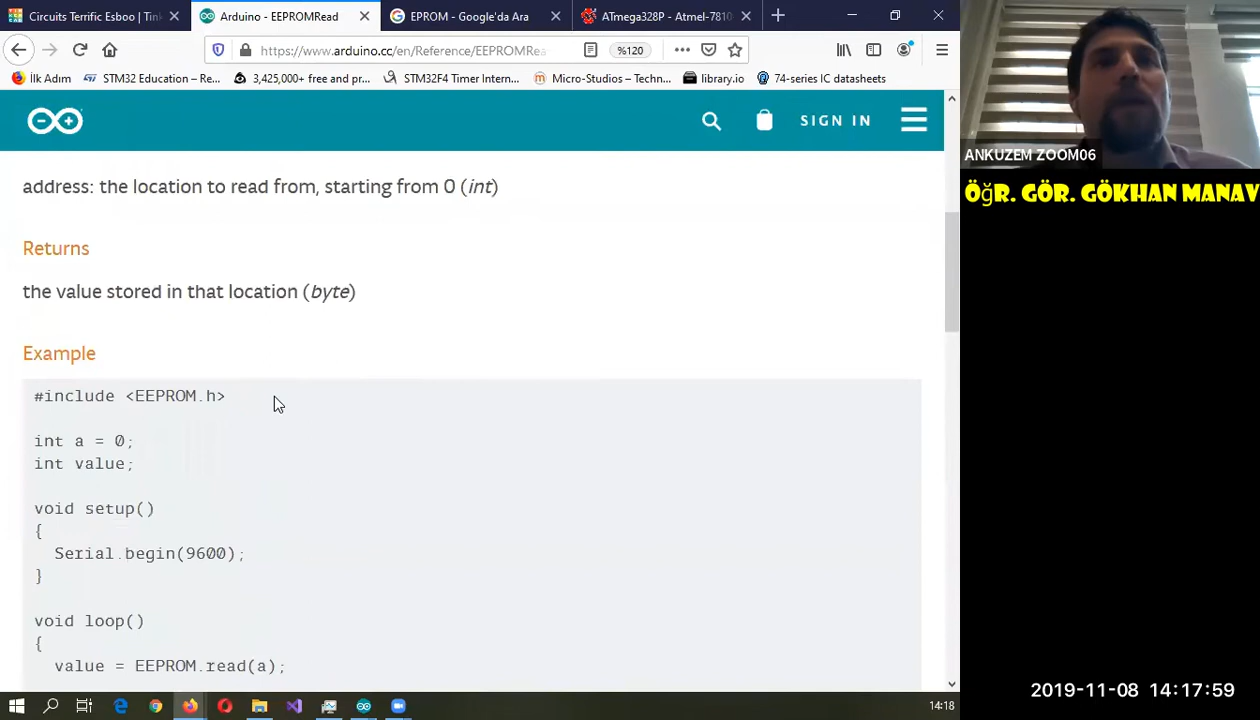 Circuits Terrific Esboo | Tink
Arduino - EEPROMRead
EPROM - Google'da Ara
ATmega328P - Atmel-7810
https://www.arduino.cc/en/Reference/EEPROMRea
%120
İlk Adım
STM32 Education – Re...
3,425,000+ free and pr...
STM32F4 Timer Intern...
Micro-Studios – Techn...
library.io
74-series IC datasheets
SIGN IN
address: the location to read from, starting from 0 (int)
Returns
the value stored in that location (byte)
Example
#include <EEPROM.h>
int a = 0;
int value;
void setup()
{
Serial.begin(9600);
}
void loop()
{
value = EEPROM.read(a);
14:18
ANKUZEM ZOOM06
ÖĞR. GÖR. GÖKHAN MANAV
2019-11-08 14:17:59